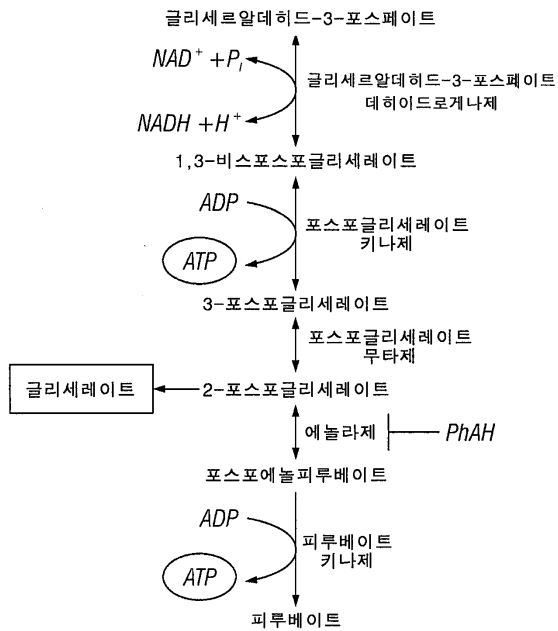 글리세르알데히드-3-포스페이트
NAD⁺ + Pᵢ
글리세르알데히드-3-포스페이트
데히이드로게나제
NADH + H⁺
1,3-비스포스포글리세레이트
ADP
포스포글리세레이트
키나제
ATP
3-포스포글리세레이트
포스포글리세레이트
무타제
글리세레이트
2-포스포글리세레이트
에놀라제
PhAH
포스포에놀피루베이트
ADP
피루베이트
키나제
ATP
피루베이트